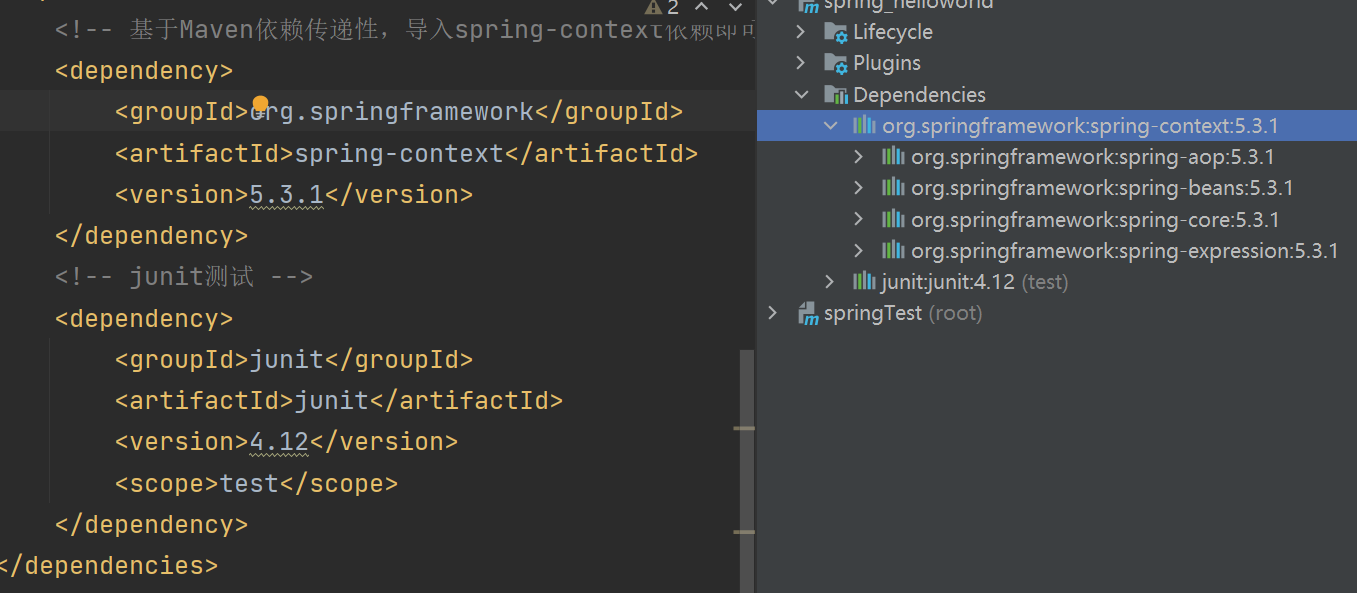 2
<!-- 基于Maven依赖传递性，导入spring-context依赖即可
<dependency>
<groupId>org.springframework</groupId>
<artifactId>spring-context</artifactId>
<version>5.3.1</version>
</dependency>
<!-- junit测试 -->
<dependency>
<groupId>junit</groupId>
<artifactId>junit</artifactId>
<version>4.12</version>
<scope>test</scope>
</dependency>
</dependencies>
spring_helloworld
Lifecycle
Plugins
Dependencies
org.springframework:spring-context:5.3.1
org.springframework:spring-aop:5.3.1
org.springframework:spring-beans:5.3.1
org.springframework:spring-core:5.3.1
org.springframework:spring-expression:5.3.1
junit:junit:4.12 (test)
springTest (root)